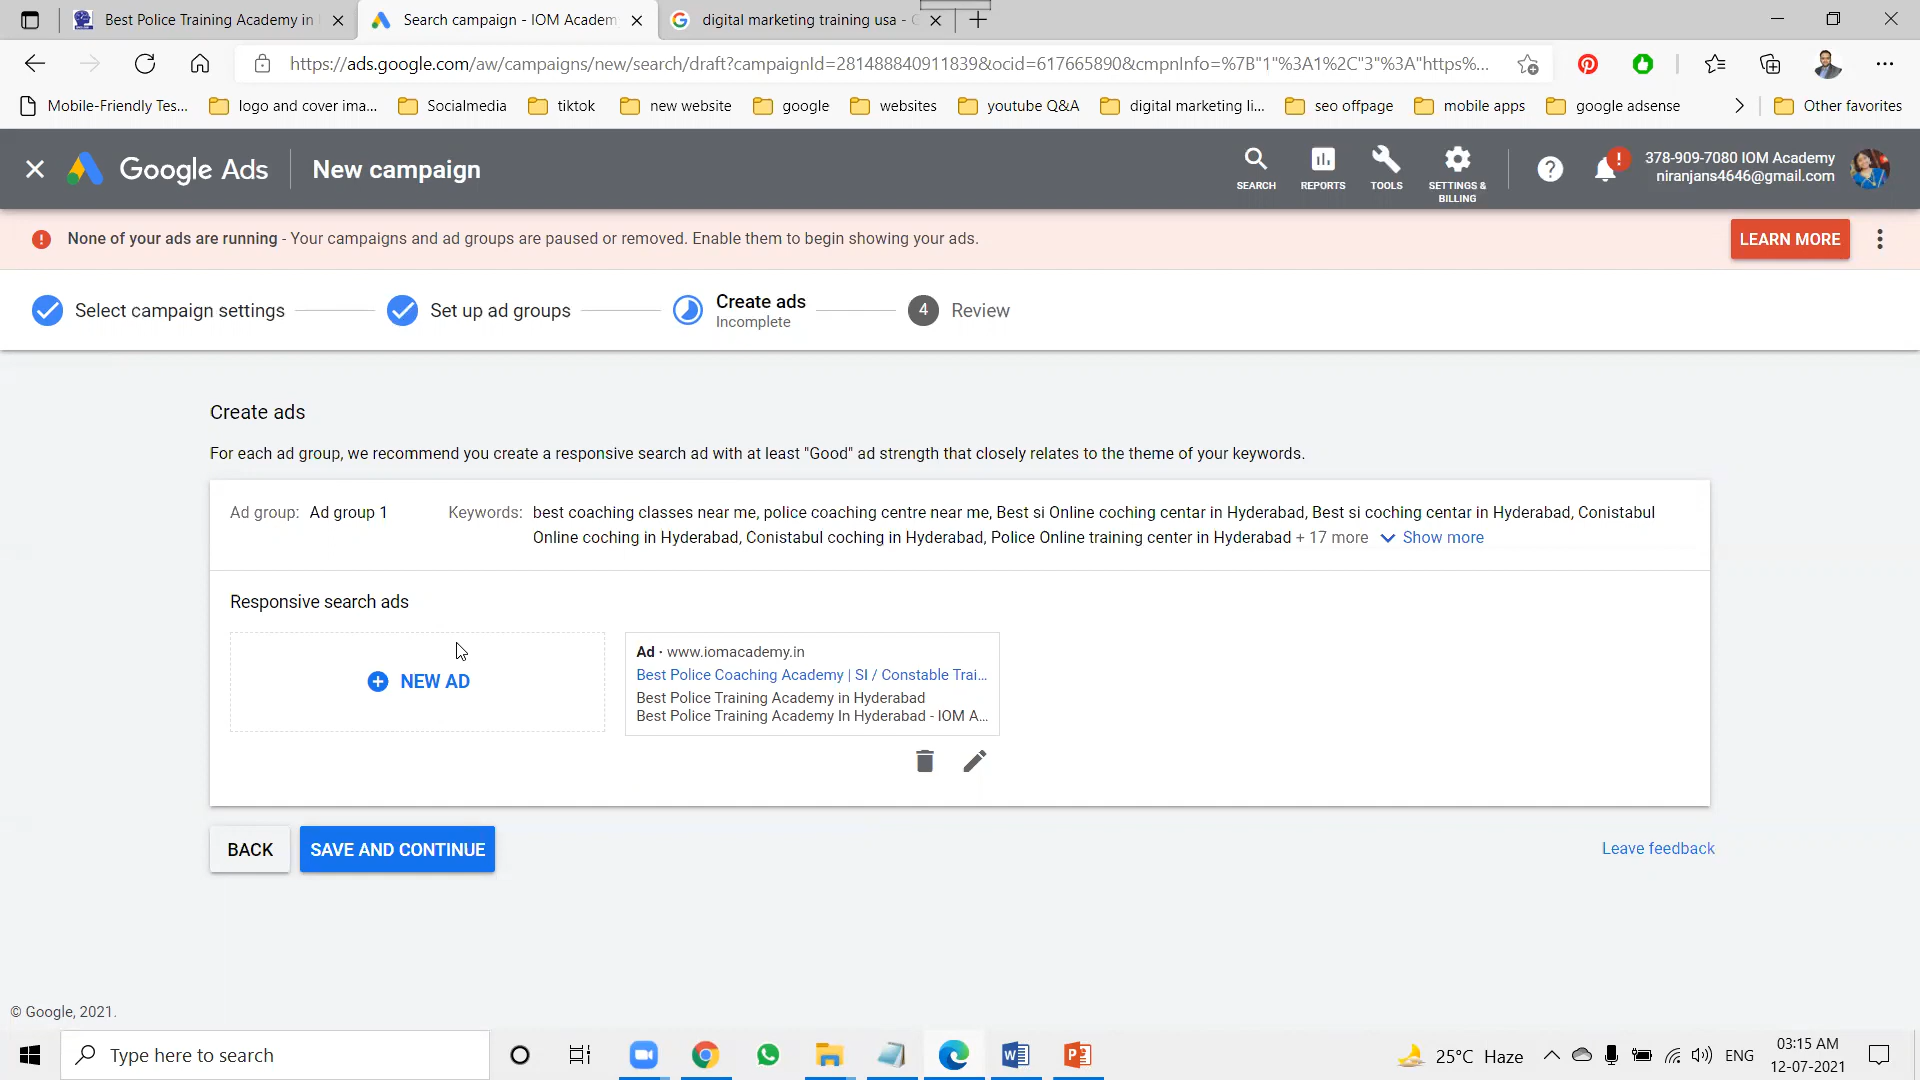 Best Police Training Academy in
Search campaign - IOM Academ
digital marketing training usa -
https://ads.google.com/aw/campaigns/new/search/draft?campaignId=281488840911839&ocid=617665890&cmpnInfo=%7B"1"%3A1%2C"3"%3A"https%...
Mobile-Friendly Tes...
logo and cover ima...
Socialmedia
tiktok
new website
google
websites
youtube Q&A
digital marketing li...
seo offpage
mobile apps
google adsense
Other favorites
Google Ads
New campaign
SEARCH
REPORTS
TOOLS
SETTINGS &
BILLING
378-909-7080 IOM Academy
niranjans4646@gmail.com
None of your ads are running - Your campaigns and ad groups are paused or removed. Enable them to begin showing your ads.
LEARN MORE
Select campaign settings
Set up ad groups
Create ads
Incomplete
4
Review
Create ads
For each ad group, we recommend you create a responsive search ad with at least "Good" ad strength that closely relates to the theme of your keywords.
Ad group: Ad group 1
Keywords: best coaching classes near me, police coaching centre near me, Best si Online coching centar in Hyderabad, Best si coching centar in Hyderabad, Conistabul
Online coching in Hyderabad, Conistabul coching in Hyderabad, Police Online training center in Hyderabad + 17 more Show more
Responsive search ads
NEW AD
Ad · www.iomacademy.in
Best Police Coaching Academy | SI / Constable Trai...
Best Police Training Academy in Hyderabad
Best Police Training Academy In Hyderabad - IOM A...
BACK
SAVE AND CONTINUE
Leave feedback
© Google, 2021.
Type here to search
25°C Haze
ENG
03:15 AM
12-07-2021